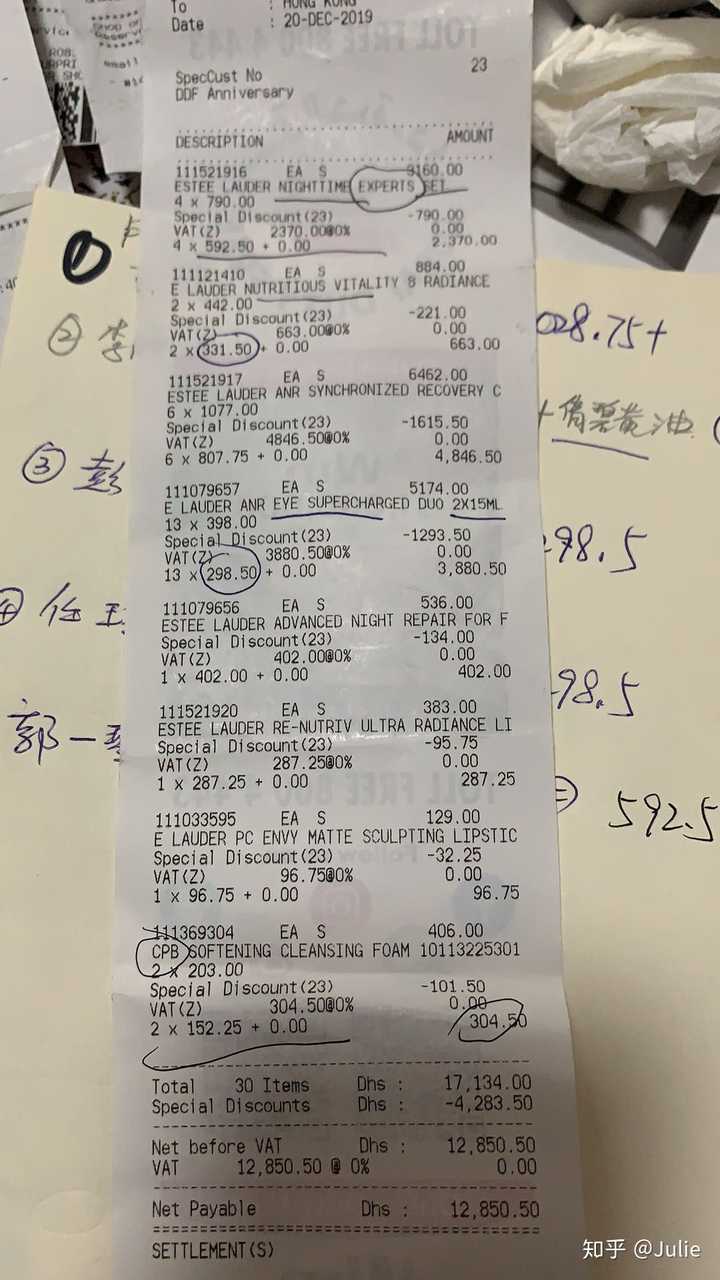 To : HONG KONG
Date : 20-DEC-2019
23
SpecCust No
DDF Anniversary
DESCRIPTION AMOUNT
111521916 EA S 3160.00
ESTEE LAUDER NIGHTTIME EXPERTS SET
4 x 790.00
Special Discount(23) -790.00
VAT(Z) 2370.00@0% 0.00
4 x 592.50 + 0.00 2,370.00
111121410 EA S 884.00
E LAUDER NUTRITIOUS VITALITY 8 RADIANCE
2 x 442.00
Special Discount(23) -221.00
VAT(Z) 663.00@0% 0.00
2 x 331.50 + 0.00 663.00
111521917 EA S 6462.00
ESTEE LAUDER ANR SYNCHRONIZED RECOVERY C
6 x 1077.00
Special Discount(23) -1615.50
VAT(Z) 4846.50@0% 0.00
6 x 807.75 + 0.00 4,846.50
111079657 EA S 5174.00
E LAUDER ANR EYE SUPERCHARGED DUO 2X15ML
13 x 398.00
Special Discount(23) -1293.50
VAT(Z) 3880.50@0% 0.00
13 x 298.50 + 0.00 3,880.50
111079656 EA S 536.00
ESTEE LAUDER ADVANCED NIGHT REPAIR FOR F
Special Discount(23) -134.00
VAT(Z) 402.00@0% 0.00
1 x 402.00 + 0.00 402.00
111521920 EA S 383.00
ESTEE LAUDER RE-NUTRIV ULTRA RADIANCE LI
Special Discount(23) -95.75
VAT(Z) 287.25@0% 0.00
1 x 287.25 + 0.00 287.25
111033595 EA S 129.00
E LAUDER PC ENVY MATTE SCULPTING LIPSTIC
Special Discount(23) -32.25
VAT(Z) 96.75@0% 0.00
1 x 96.75 + 0.00 96.75
111369304 EA S 406.00
CPB SOFTENING CLEANSING FOAM 10113225301
2 x 203.00
Special Discount(23) -101.50
VAT(Z) 304.50@0% 0.00
2 x 152.25 + 0.00 304.50
Total 30 Items Dhs : 17,134.00
Special Discounts Dhs : -4,283.50
Net before VAT Dhs : 12,850.50
VAT 12,850.50 @ 0% 0.00
Net Payable Dhs : 12,850.50
SETTLEMENT(S)
①
②
③ 彭
④ 任
郭一
028.75+
98.5
98.5
592.5
知乎 @Julie